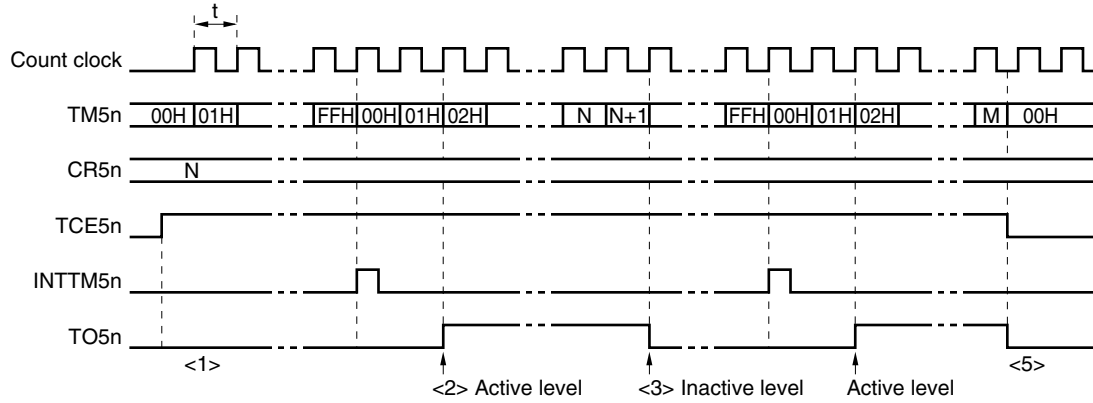 t
Count clock
TM5n 00H 01H FFH 00H 01H 02H N N+1 FFH 00H 01H 02H M 00H
CR5n N
TCE5n
INTTM5n
TO5n
<1> <5>
<2> Active level <3> Inactive level Active level